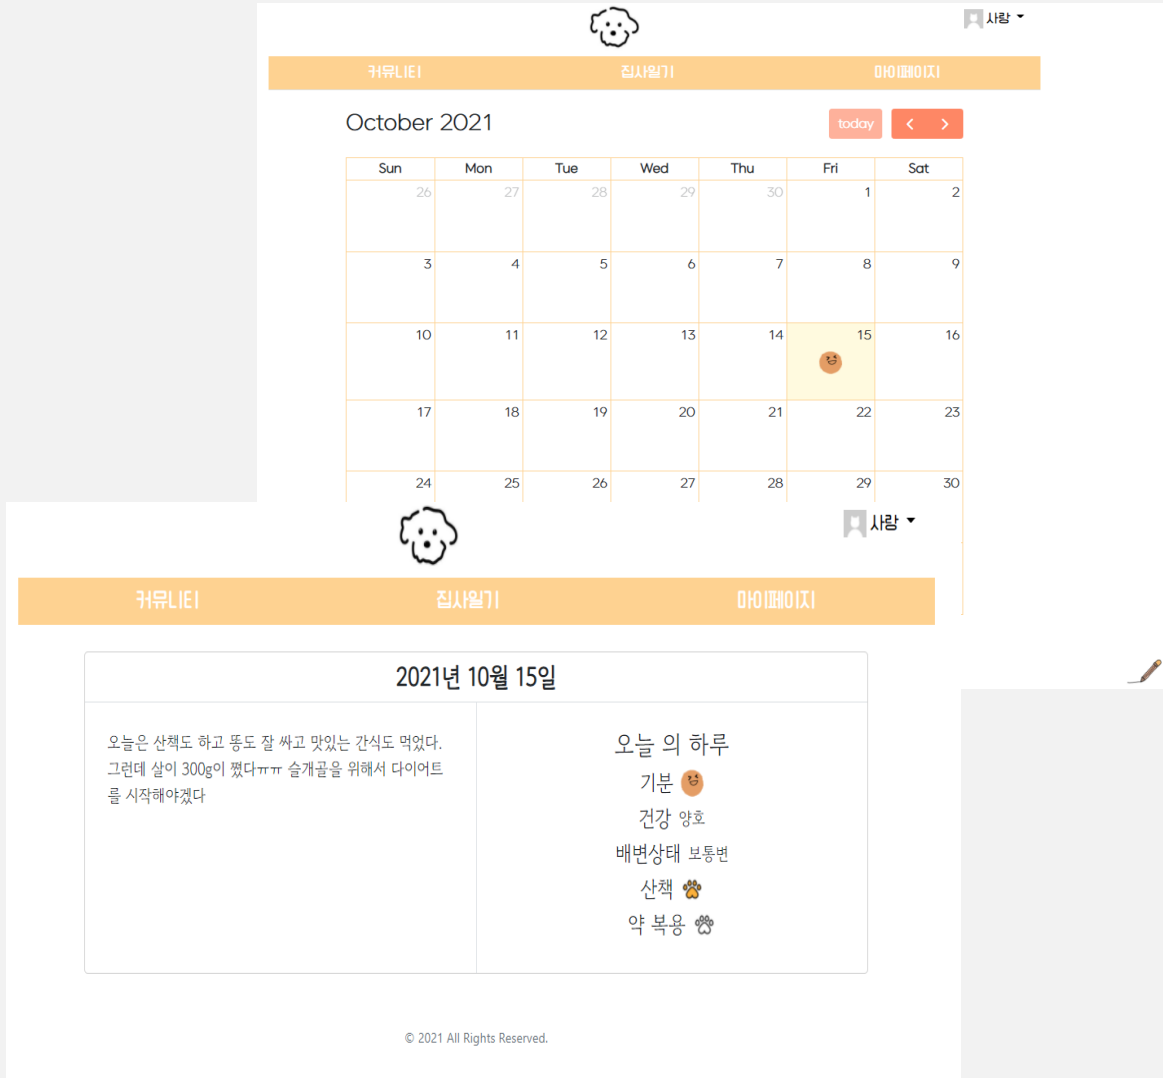 사랑
커뮤니티 집사일기 마이페이지
October 2021
today
Sun Mon Tue Wed Thu Fri Sat
26 27 28 29 30 1 2
3 4 5 6 7 8 9
10 11 12 13 14 15 16
17 18 19 20 21 22 23
24 25 26 27 28 29 30
사랑
커뮤니티 집사일기 마이페이지
2021년 10월 15일
오늘은 산책도 하고 똥도 잘 싸고 맛있는 간식도 먹었다.
그런데 살이 300g이 쪘다ㅠㅠ 슬개골을 위해서 다이어트
를 시작해야겠다
오늘 의 하루
기분
건강 양호
배변상태 보통변
산책
약 복용
© 2021 All Rights Reserved.